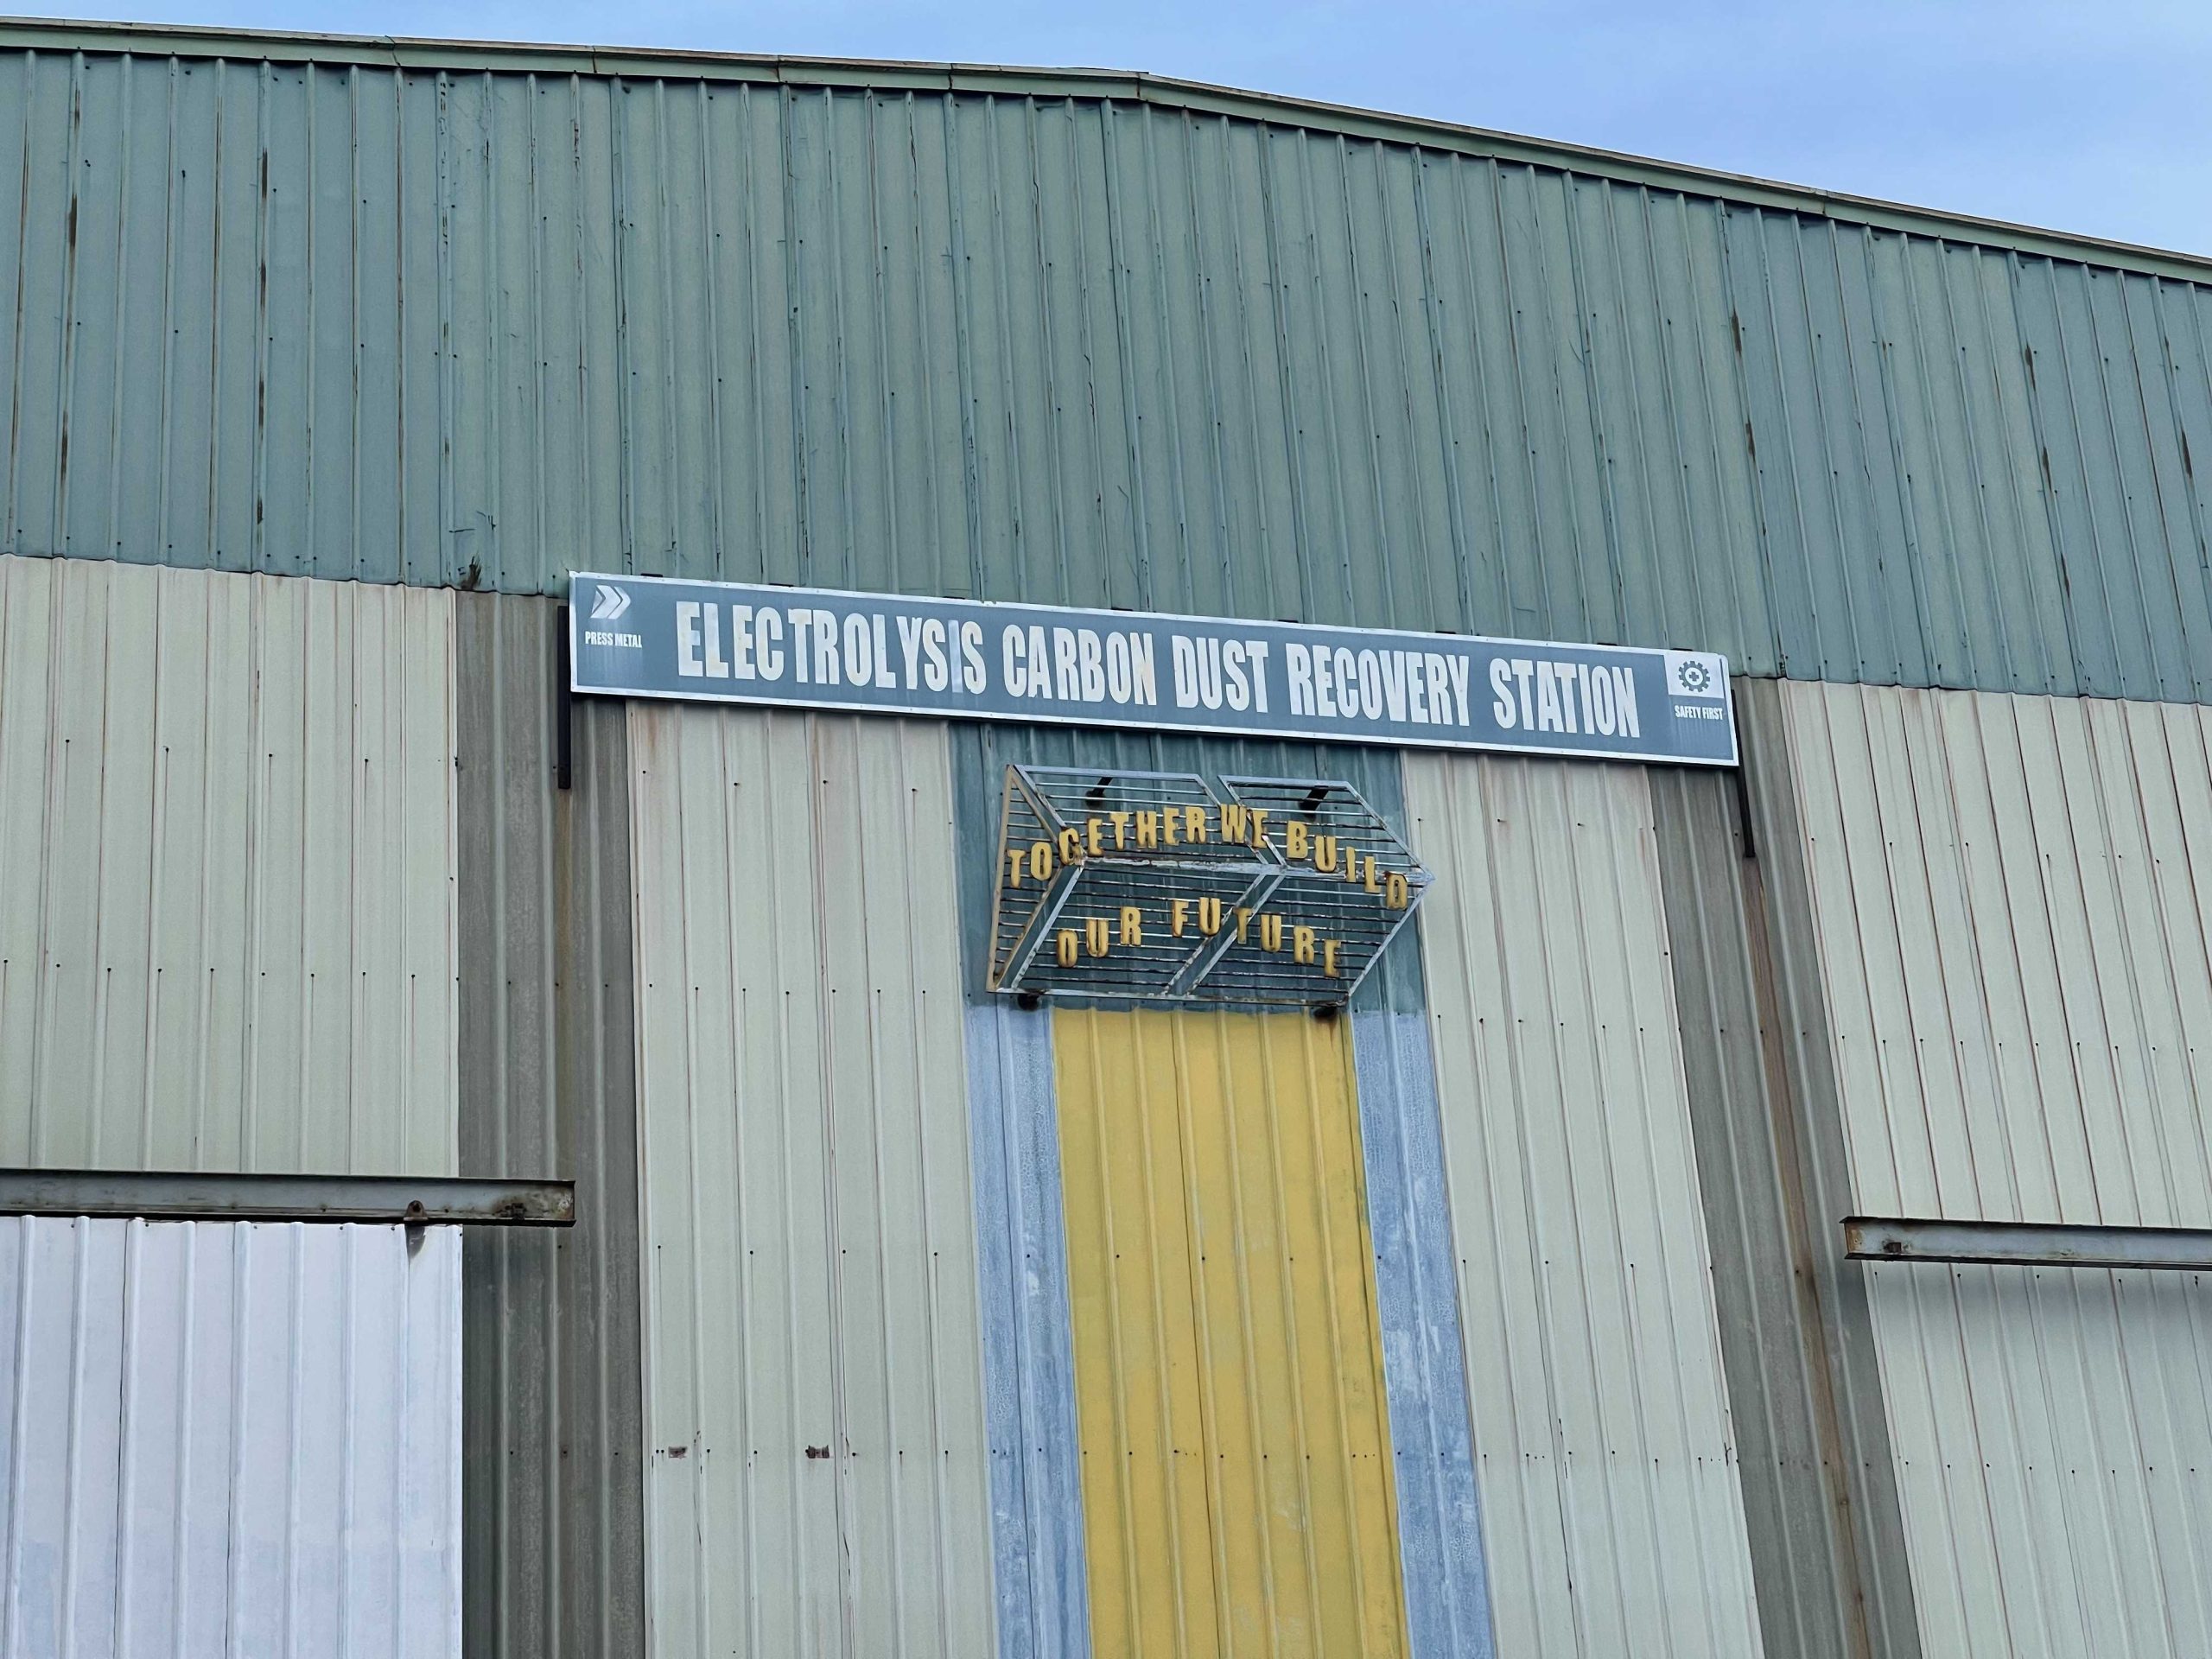 PRESS METAL
ELECTROLYSIS CARBON DUST RECOVERY STATION
SAFETY FIRST
TOGETHER WE BUILD
OUR FUTURE